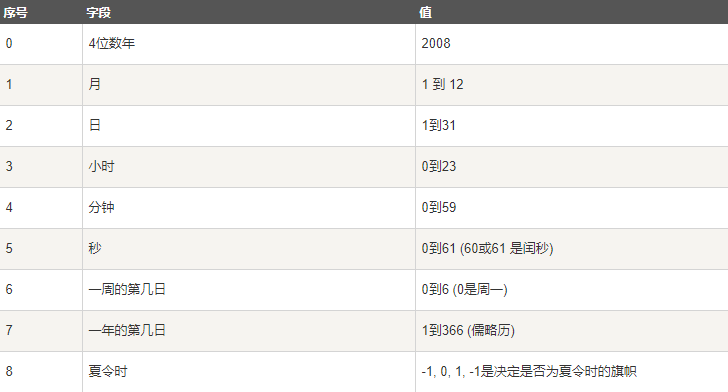 序号 字段 值
0 4位数年 2008
1 月 1 到 12
2 日 1到31
3 小时 0到23
4 分钟 0到59
5 秒 0到61 (60或61 是闰秒)
6 一周的第几日 0到6 (0是周一)
7 一年的第几日 1到366 (儒略历)
8 夏令时 -1, 0, 1, -1是决定是否为夏令时的旗帜